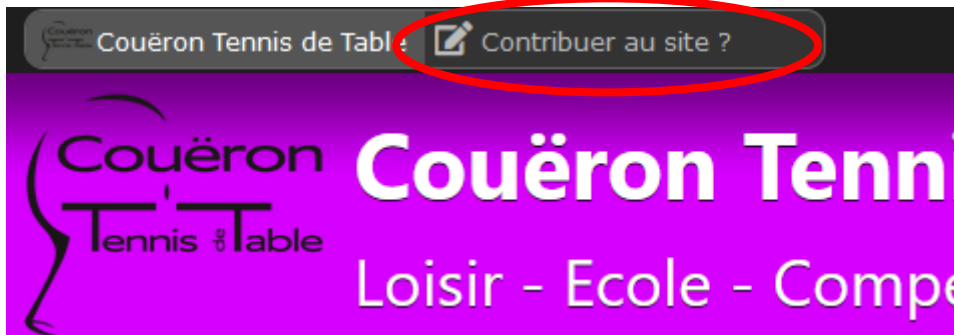 Couëron Tennis de Table Contribuer au site ?
Couëron
Tennis de Table
Couëron Tenni
Loisir - Ecole - Compe